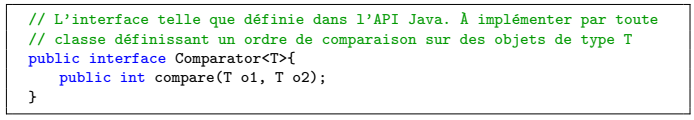 // L'interface telle que définie dans l'API Java. À implémenter par toute
// classe définissant un ordre de comparaison sur des objets de type T
public interface Comparator<T>{
    public int compare(T o1, T o2);
}